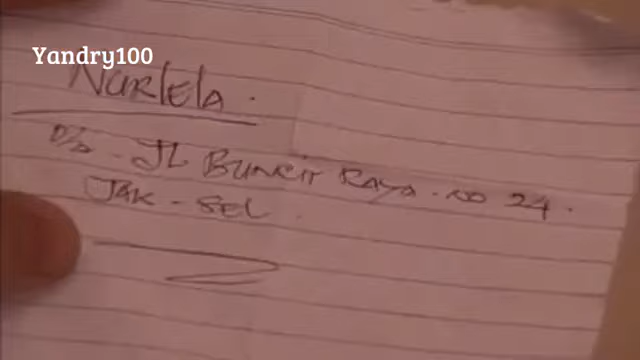 Yandry100
Nurlela.
D/a - JL Buncit Raya. no 24.
JAK - SEL